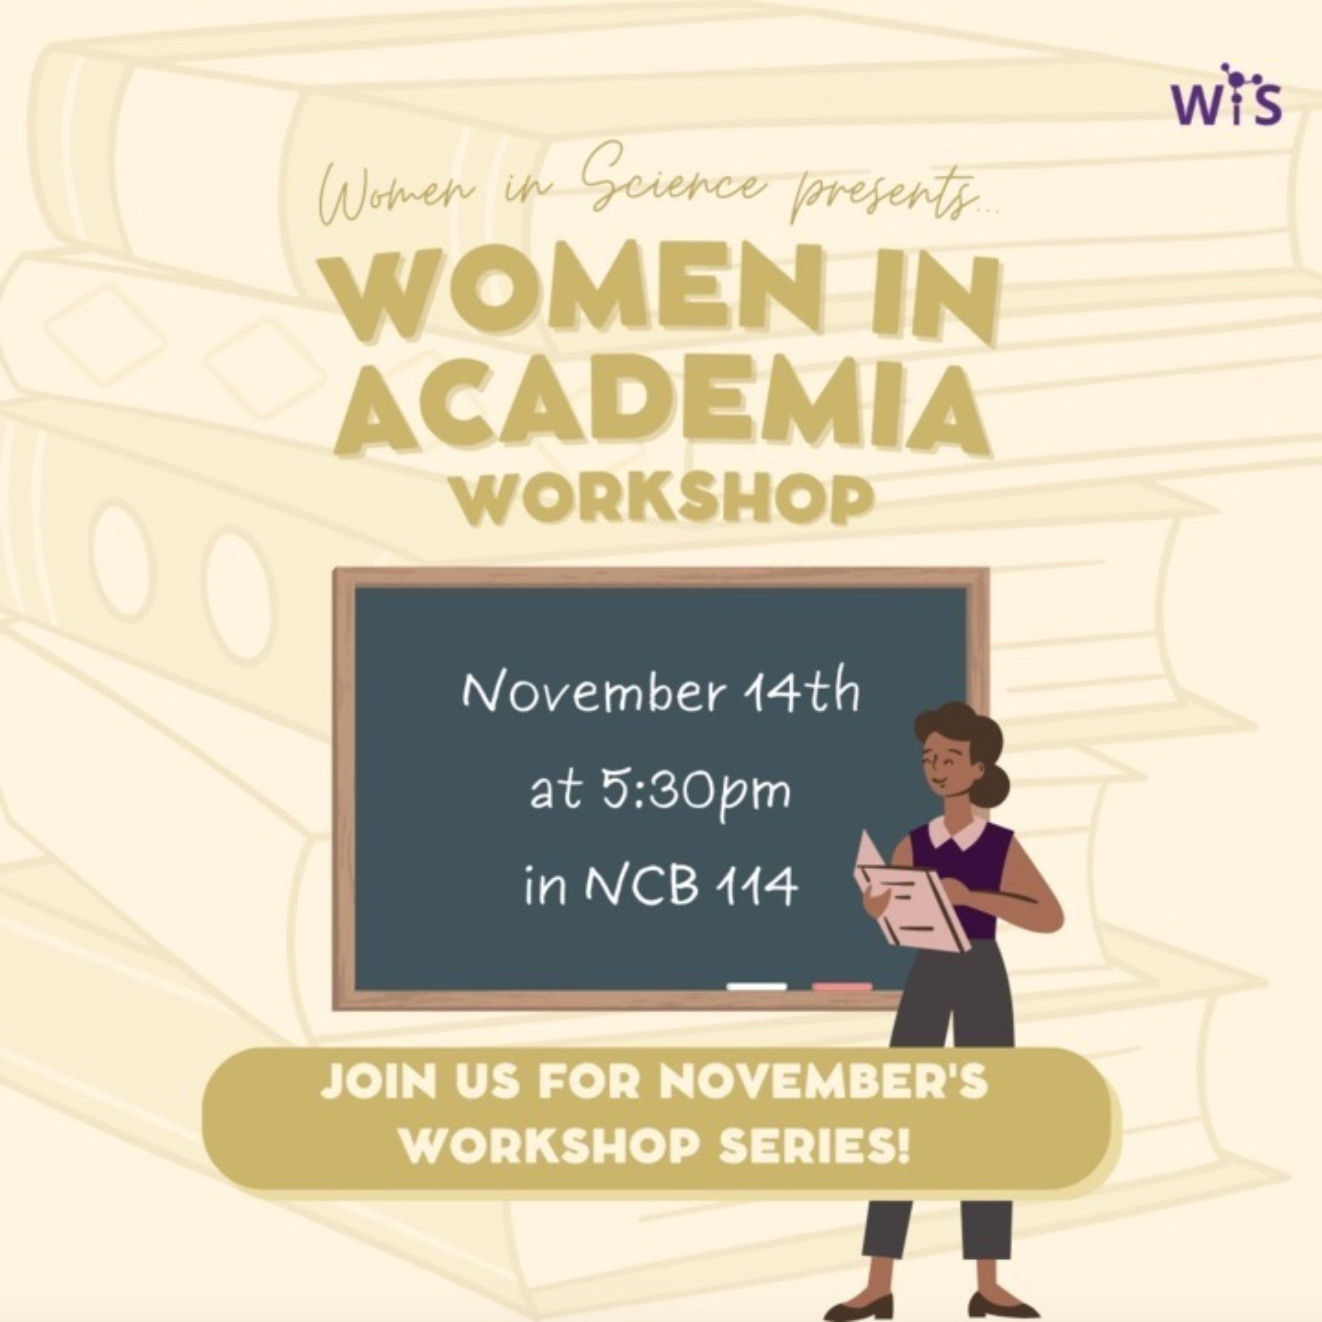 WiS
Women in Science presents...
WOMEN IN
ACADEMIA
WORKSHOP
November 14th
at 5:30pm
in NCB 114
JOIN US FOR NOVEMBER'S
WORKSHOP SERIES!